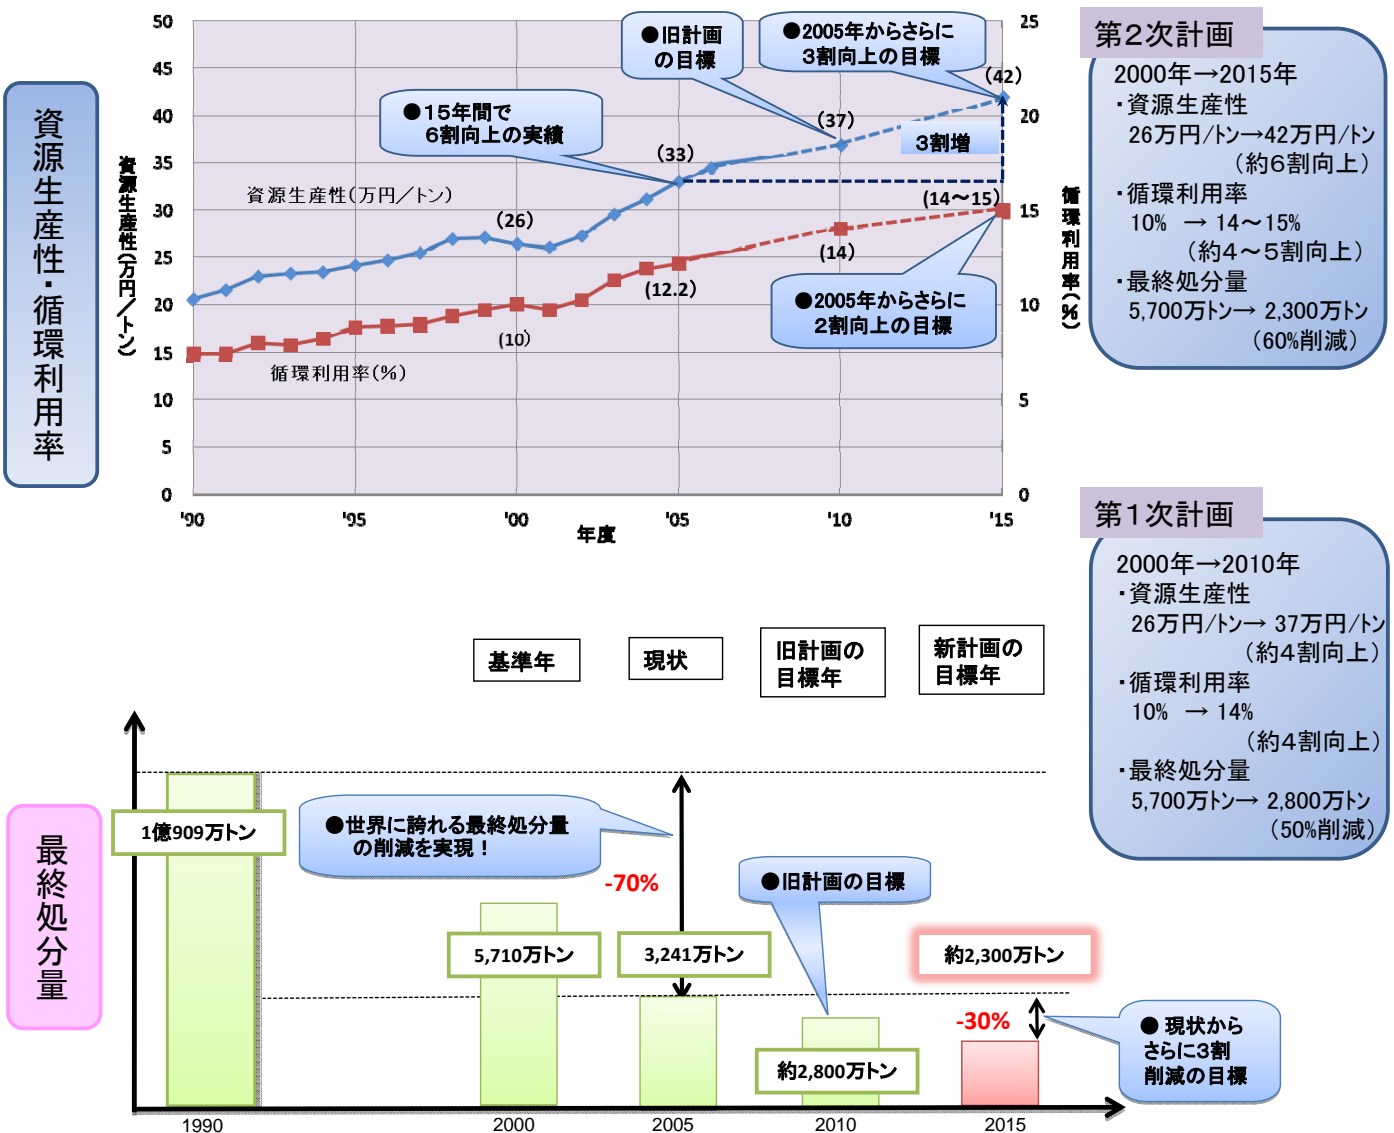 資源生産性・循環利用率
資源生産性(万円／トン)
50
45
40
35
30
25
20
15
10
5
0
25
20
15
10
5
0
循環利用率(%)
'90
'95
'00
'05
'10
'15
年度
●旧計画
の目標
●2005年からさらに
3割向上の目標
●15年間で
6割向上の実績
(42)
(37)
(33)
3割増
資源生産性(万円／トン)
(26)
(14～15)
(14)
(12.2)
(10)
循環利用率(%)
●2005年からさらに
2割向上の目標
第２次計画
2000年→2015年
・資源生産性
26万円/トン→42万円/トン
(約６割向上)
・循環利用率
10% → 14～15%
(約４～５割向上)
・最終処分量
5,700万トン→ 2,300万トン
(60%削減)
第１次計画
2000年→2010年
・資源生産性
26万円/トン→ 37万円/トン
(約４割向上)
・循環利用率
10% → 14%
(約４割向上)
・最終処分量
5,700万トン→ 2,800万トン
(50%削減)
最終処分量
基準年
現状
旧計画の
目標年
新計画の
目標年
1億909万トン
●世界に誇れる最終処分量
の削減を実現！
-70%
●旧計画の目標
5,710万トン
3,241万トン
約2,300万トン
-30%
● 現状から
さらに3割
削減の目標
約2,800万トン
1990
2000
2005
2010
2015